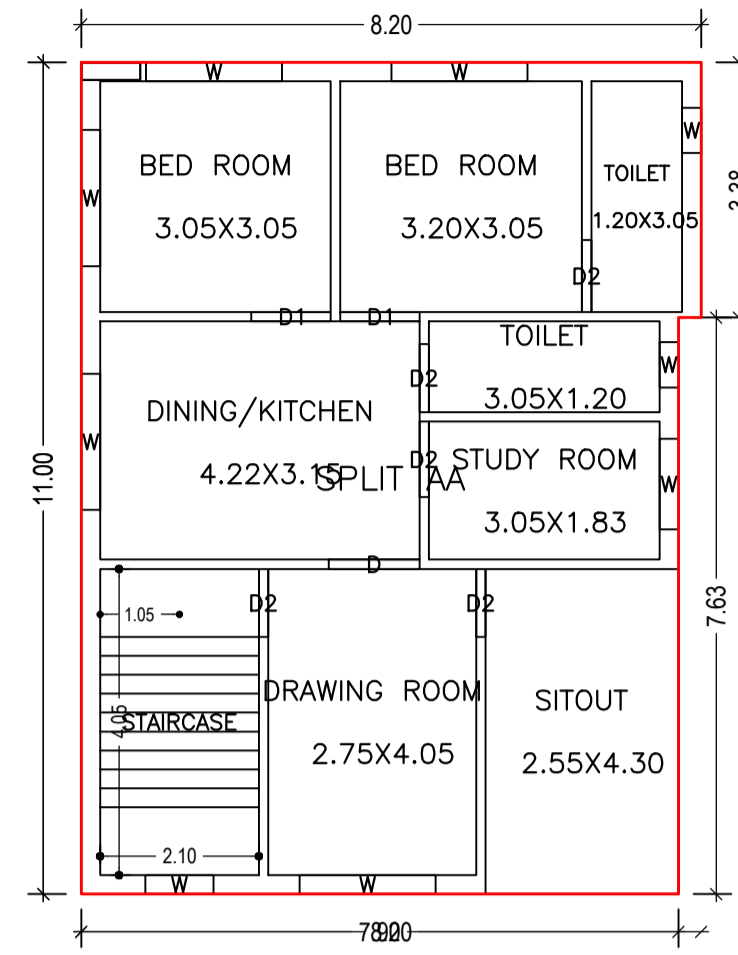 8.20
W
W
W
BED ROOM
3.05X3.05
BED ROOM
3.20X3.05
TOILET
1.20X3.05
W
D2
D1
D1
11.00
W
DINING/KITCHEN
4.22X3.15
SPLIT AA
D2
TOILET
3.05X1.20
W
D2
STUDY ROOM
3.05X1.83
W
D
7.63
1.05
D2
D2
4.05
STAIRCASE
DRAWING ROOM
2.75X4.05
SITOUT
2.55X4.30
2.10
W
W